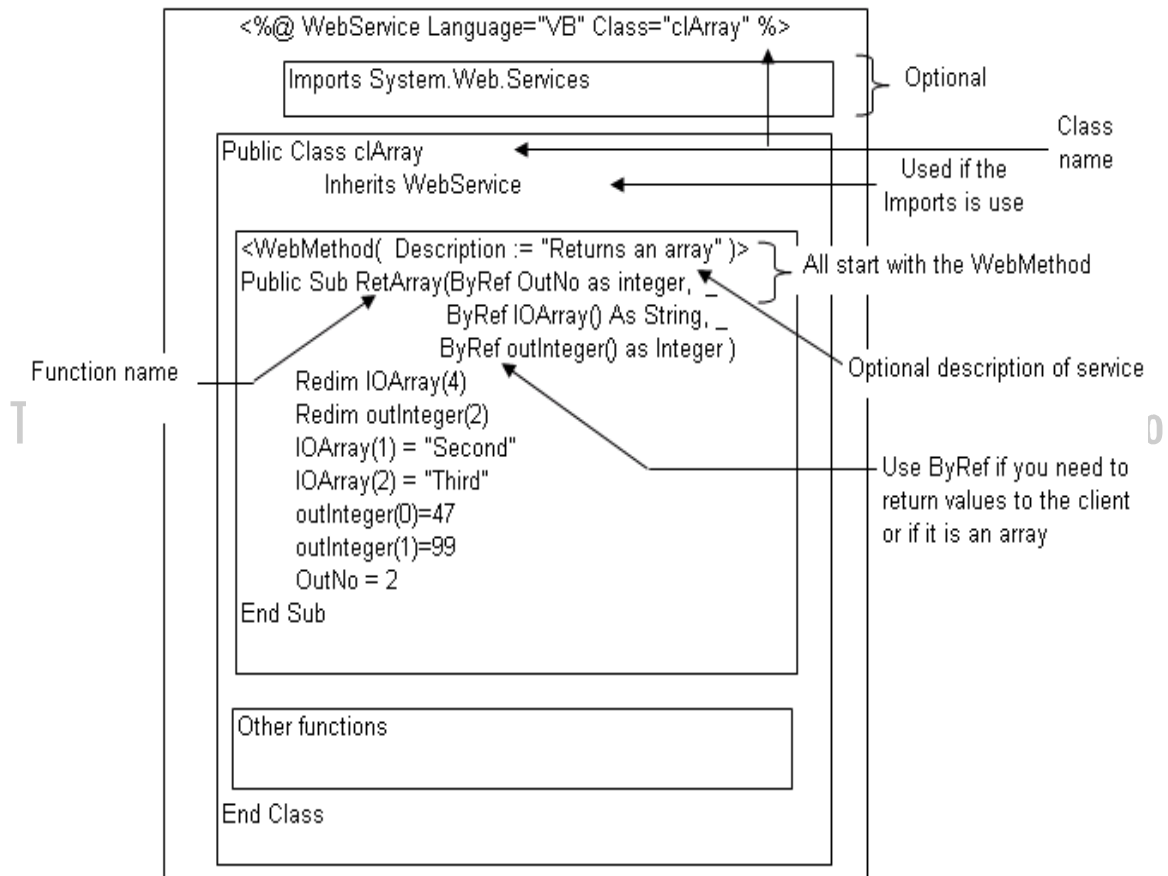 <%@ WebService Language="VB" Class="clArray" %>
Imports System.Web.Services
Optional
Public Class clArray
Inherits WebService
Class
name
Used if the
Imports is use
<WebMethod( Description := "Returns an array" )>
Public Sub RetArray(ByRef OutNo as integer, _
ByRef IOArray() As String, _
ByRef outInteger() as Integer )
All start with the WebMethod
Function name
Optional description of service
Redim IOArray(4)
Redim outInteger(2)
IOArray(1) = "Second"
IOArray(2) = "Third"
outInteger(0)=47
outInteger(1)=99
OutNo = 2
End Sub
Use ByRef if you need to
return values to the client
or if it is an array
Other functions
End Class